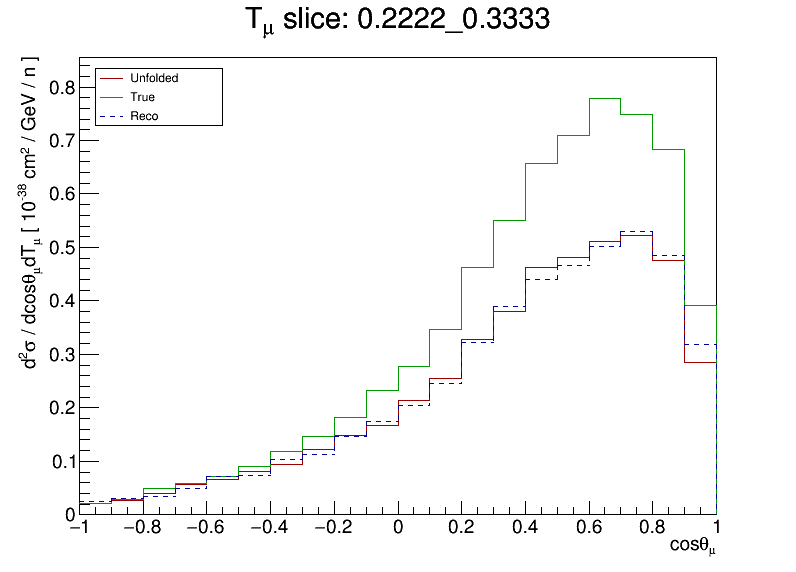 Tμ slice: 0.2222_0.3333
d²σ / dcosθμdTμ [ 10⁻³⁸ cm² / GeV / n ]
Unfolded
True
Reco
0.8
0.7
0.6
0.5
0.4
0.3
0.2
0.1
0
−1 −0.8 −0.6 −0.4 −0.2 0 0.2 0.4 0.6 0.8 1
cosθμ